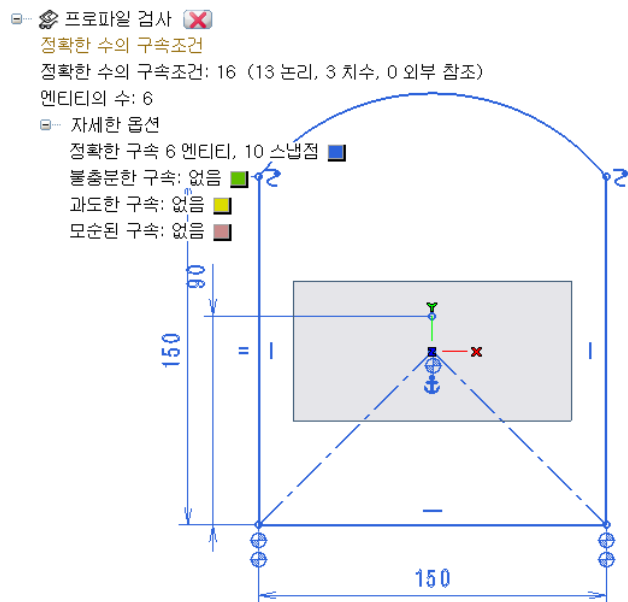 프로파일 검사
정확한 수의 구속조건
정확한 수의 구속조건: 16 (13 논리, 3 치수, 0 외부 참조)
엔티티의 수: 6
자세한 옵션
정확한 구속 6 엔티티, 10 스냅점
불충분한 구속: 없음
과도한 구속: 없음
모순된 구속: 없음
90
150
Y
X
150